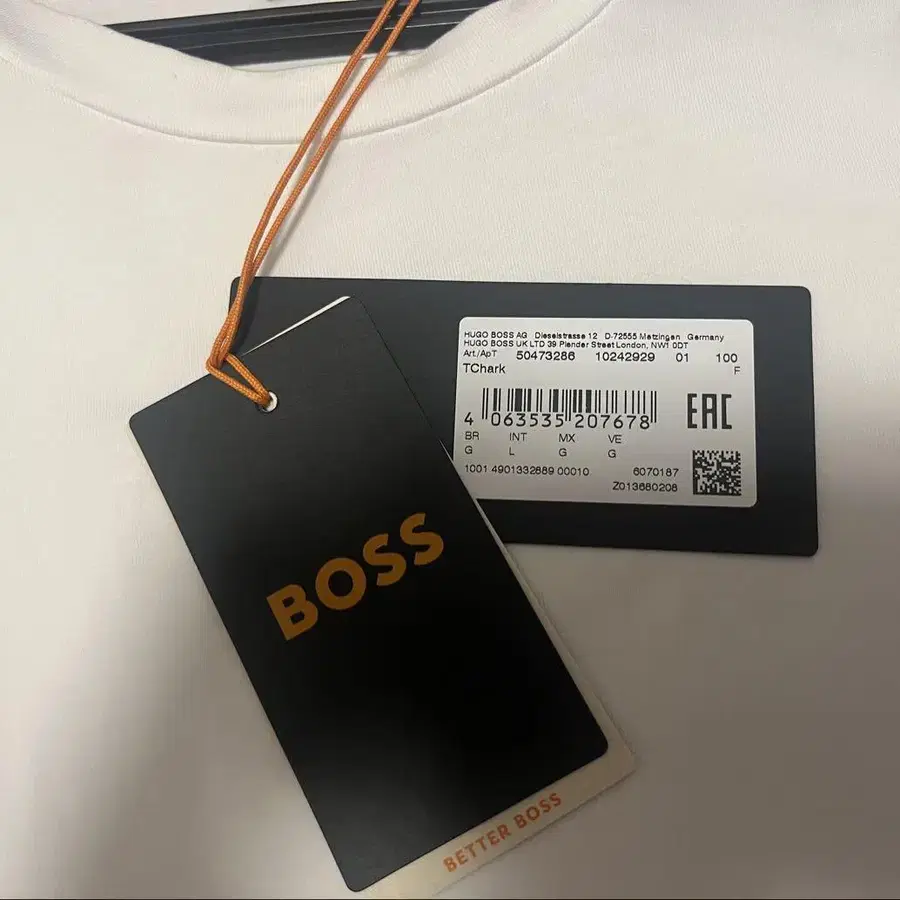 HUGO BOSS AG Dieselstrasse 12 D-72555 Metzingen Germany
HUGO BOSS UK LTD 39 Plender Street London, NW1 0DT
Art./ApT 50473286 10242929 01 100
TChark F
4 063535 207678
EAC
BR INT MX VE
G L G G
1001 4901332889 00010 6070187
Z013680208
BOSS
BETTER BOSS